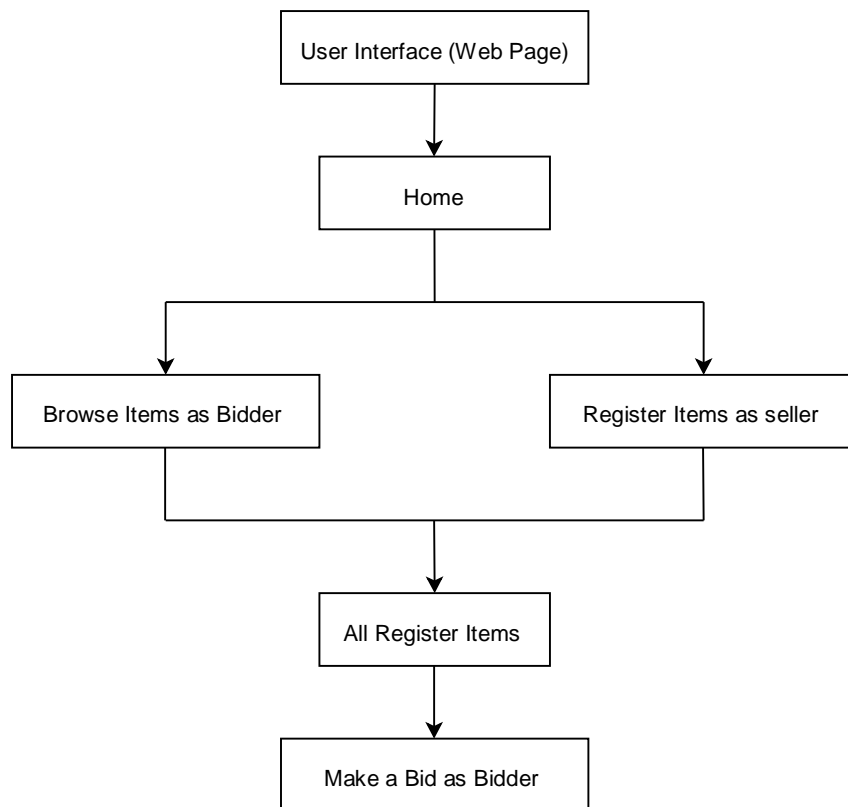 User Interface (Web Page)
Home
Browse Items as Bidder
Register Items as seller
All Register Items
Make a Bid as Bidder